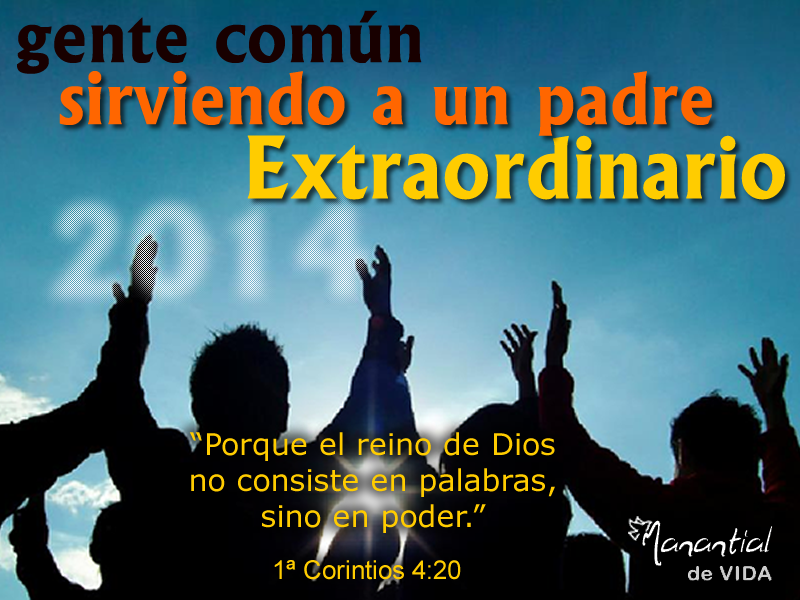 gente común
sirviendo a un padre
Extraordinario
2014
“Porque el reino de Dios
no consiste en palabras,
sino en poder.”
1ª Corintios 4:20
Manantial
de VIDA